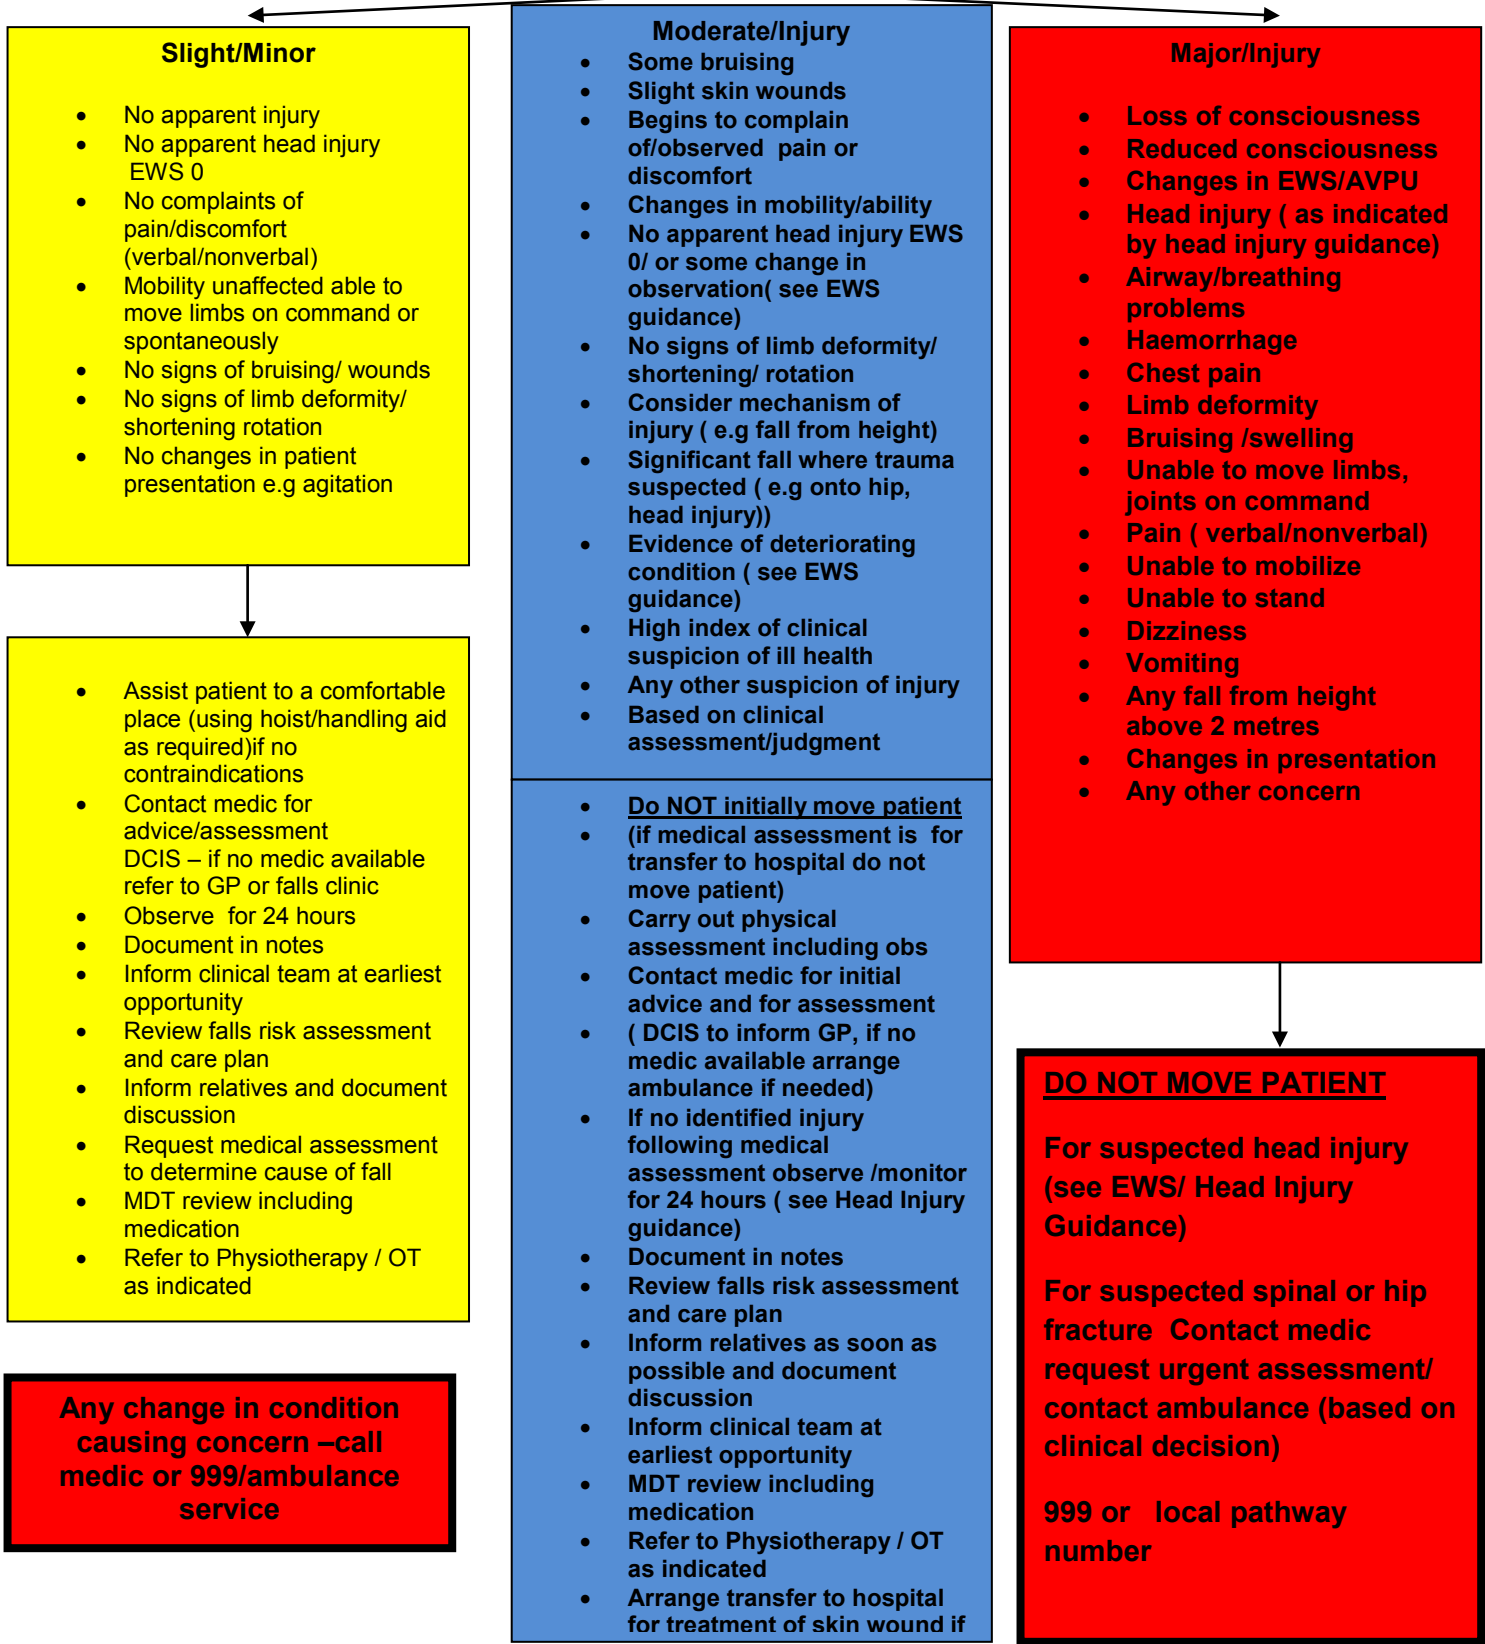 Slight/Minor
• No apparent injury
• No apparent head injury
EWS 0
• No complaints of
pain/discomfort
(verbal/nonverbal)
• Mobility unaffected able to
move limbs on command or
spontaneously
• No signs of bruising/ wounds
• No signs of limb deformity/
shortening rotation
• No changes in patient
presentation e.g agitation
• Assist patient to a comfortable
place (using hoist/handling aid
as required)if no
contraindications
• Contact medic for
advice/assessment
DCIS – if no medic available
refer to GP or falls clinic
• Observe for 24 hours
• Document in notes
• Inform clinical team at earliest
opportunity
• Review falls risk assessment
and care plan
• Inform relatives and document
discussion
• Request medical assessment
to determine cause of fall
• MDT review including
medication
• Refer to Physiotherapy / OT
as indicated
Any change in condition
causing concern –call
medic or 999/ambulance
service
Moderate/Injury
• Some bruising
• Slight skin wounds
• Begins to complain
of/observed pain or
discomfort
• Changes in mobility/ability
• No apparent head injury EWS
0/ or some change in
observation( see EWS
guidance)
• No signs of limb deformity/
shortening/ rotation
• Consider mechanism of
injury ( e.g fall from height)
• Significant fall where trauma
suspected ( e.g onto hip,
head injury))
• Evidence of deteriorating
condition ( see EWS
guidance)
• High index of clinical
suspicion of ill health
• Any other suspicion of injury
• Based on clinical
assessment/judgment
• Do NOT initially move patient
• (if medical assessment is for
transfer to hospital do not
move patient)
• Carry out physical
assessment including obs
• Contact medic for initial
advice and for assessment
• ( DCIS to inform GP, if no
medic available arrange
ambulance if needed)
• If no identified injury
following medical
assessment observe /monitor
for 24 hours ( see Head Injury
guidance)
• Document in notes
• Review falls risk assessment
and care plan
• Inform relatives as soon as
possible and document
discussion
• Inform clinical team at
earliest opportunity
• MDT review including
medication
• Refer to Physiotherapy / OT
as indicated
• Arrange transfer to hospital
for treatment of skin wound if
Major/Injury
• Loss of consciousness
• Reduced consciousness
• Changes in EWS/AVPU
• Head injury ( as indicated
by head injury guidance)
• Airway/breathing
problems
• Haemorrhage
• Chest pain
• Limb deformity
• Bruising /swelling
• Unable to move limbs,
joints on command
• Pain ( verbal/nonverbal)
• Unable to mobilize
• Unable to stand
• Dizziness
• Vomiting
• Any fall from height
above 2 metres
• Changes in presentation
• Any other concern
DO NOT MOVE PATIENT
For suspected head injury
(see EWS/ Head Injury
Guidance)
For suspected spinal or hip
fracture Contact medic
request urgent assessment/
contact ambulance (based on
clinical decision)
999 or local pathway
number